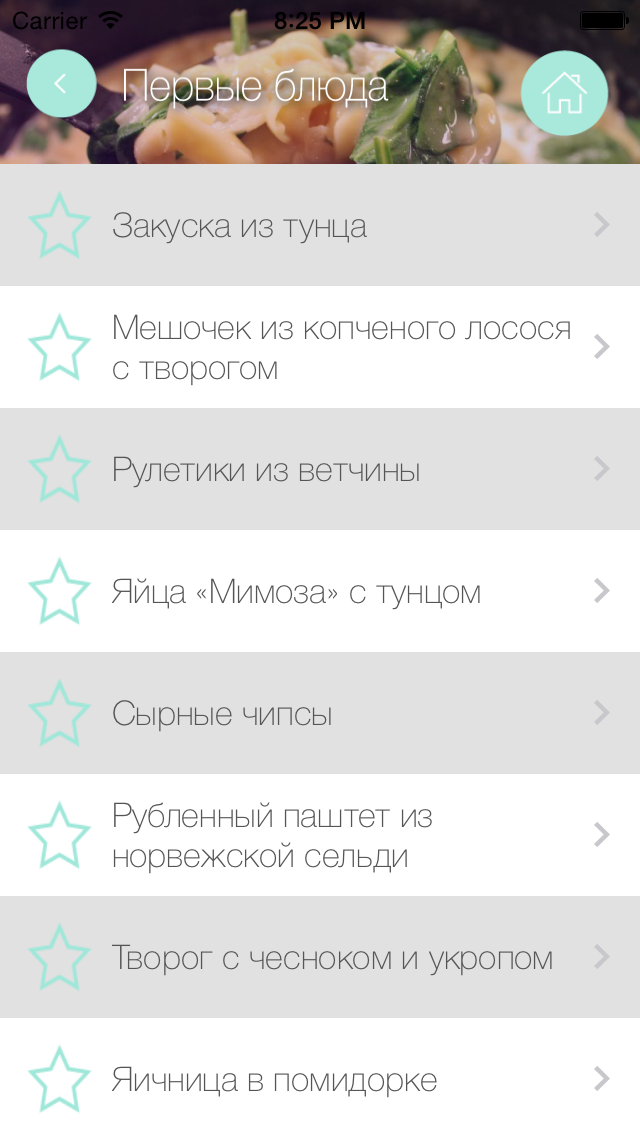 Carrier 8:25 PM
Первые блюда
Закуска из тунца
Мешочек из копченого лосося
с творогом
Рулетики из ветчины
Яйца «Мимоза» с тунцом
Сырные чипсы
Рубленный паштет из
норвежской сельди
Творог с чесноком и укропом
Яичница в помидорке